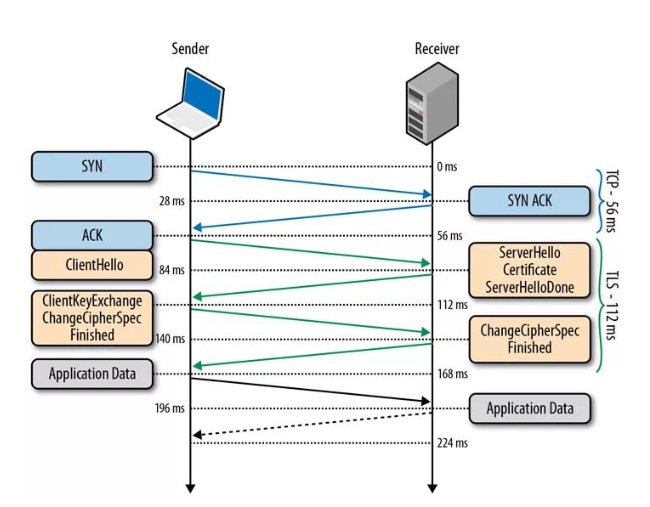 Sender
Receiver
SYN
0 ms
28 ms
SYN ACK
TCP - 56 ms
ACK
56 ms
ClientHello
84 ms
ServerHello
Certificate
ServerHelloDone
TLS - 112 ms
ClientKeyExchange
ChangeCipherSpec
Finished
112 ms
140 ms
ChangeCipherSpec
Finished
Application Data
168 ms
196 ms
Application Data
224 ms